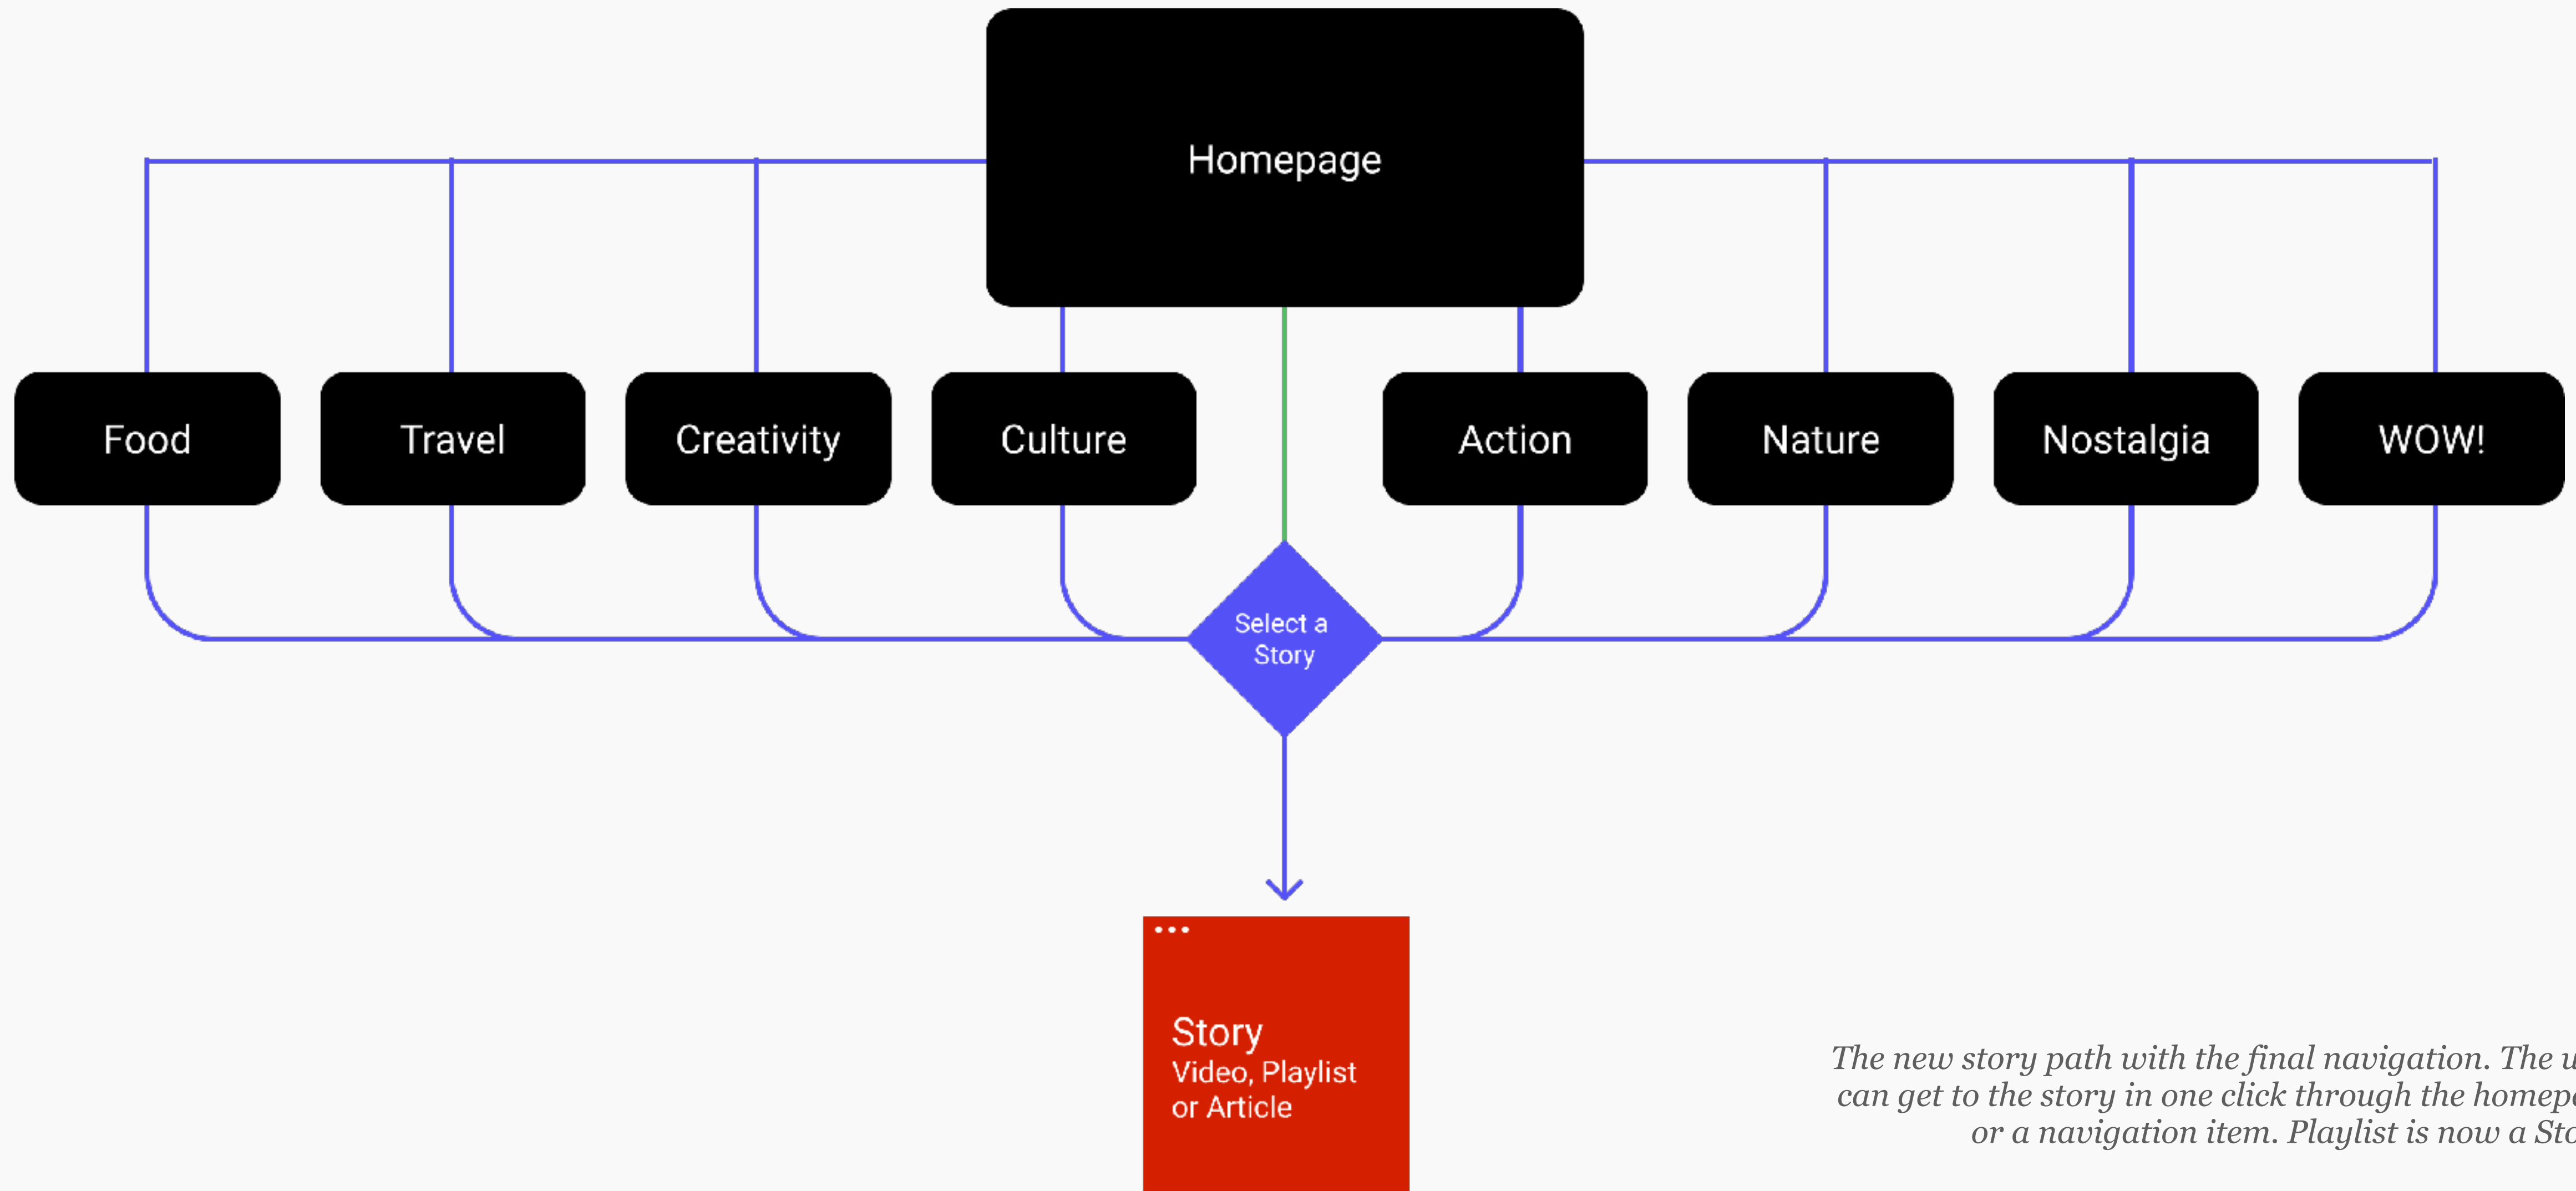 Homepage
Food
Travel
Creativity
Culture
Action
Nature
Nostalgia
WOW!
Select a
Story
Story
Video, Playlist
or Article
The new story path with the final navigation. The
can get to the story in one click through the
or a navigation item. Playlist is now a